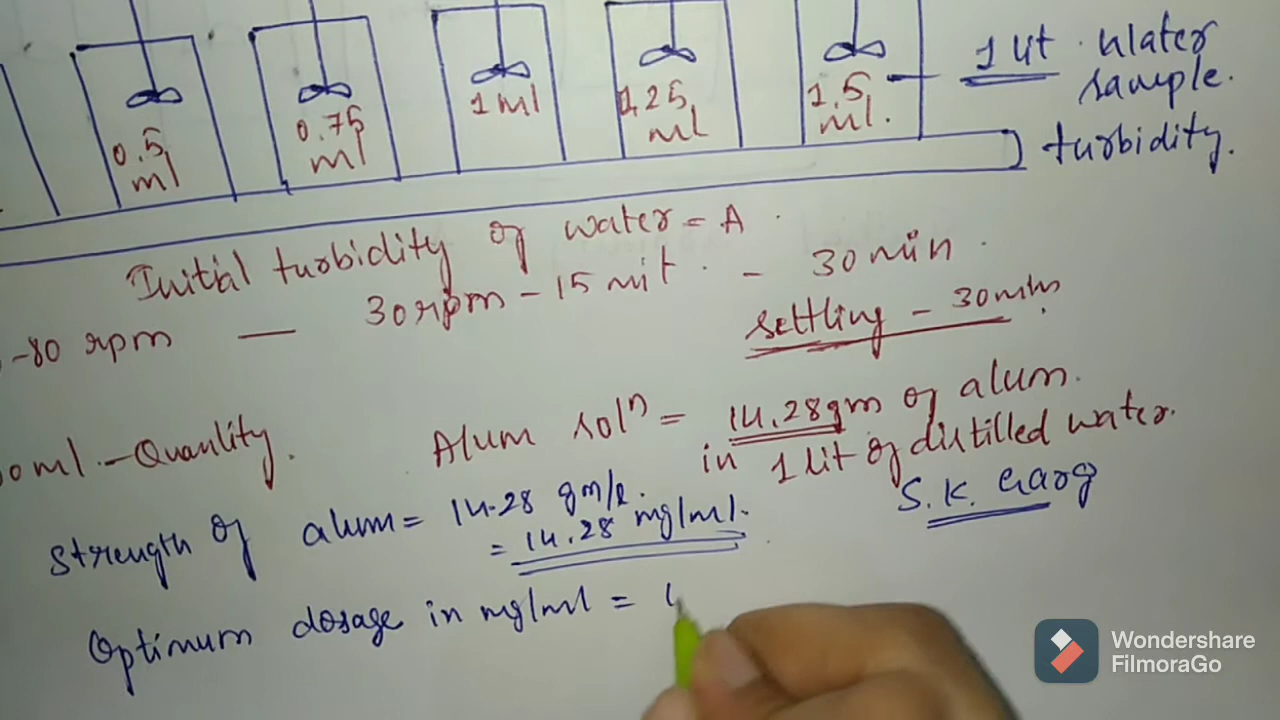 0.5 ml
0.75 ml
1 ml
1.25 ml
1.5 ml.
1 lit. water sample.
turbidity.
Initial turbidity of water = A.
-80 rpm — 30 rpm - 15 mit. - 30 min.
settling - 30 min
0 ml. - Quantity.
Alum solⁿ = 14.28 gm of alum.
in 1 lit of distilled water.
S.K. Garg
Strength of alum = 14.28 gm/l.
= 14.28 mg/ml.
Optimum dosage in mg/ml =
Wondershare
FilmoraGo